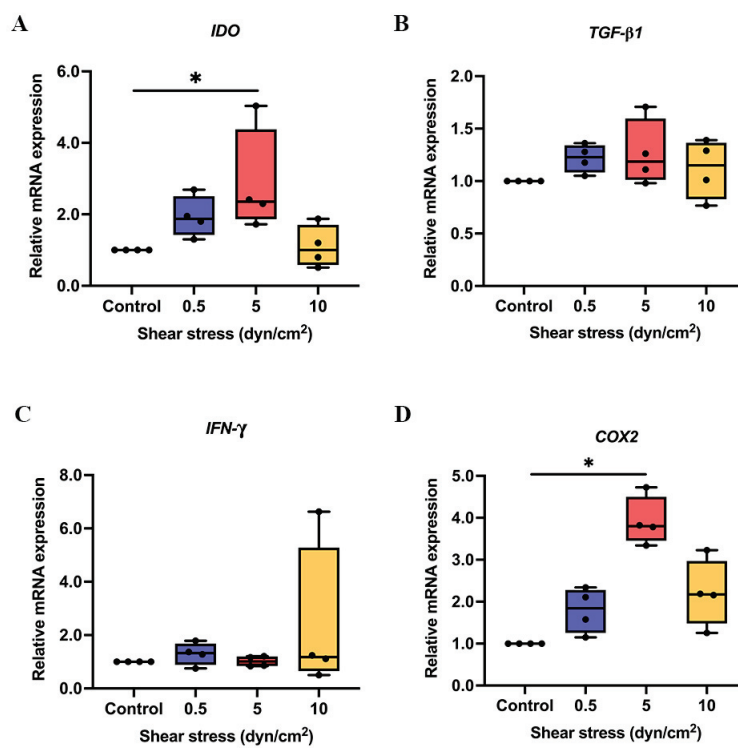 A
IDO
Relative mRNA expression
6.0
4.0
2.0
0.0
*
Control 0.5 5 10
Shear stress (dyn/cm²)
B
TGF-β1
Relative mRNA expression
2.0
1.5
1.0
0.5
0.0
Control 0.5 5 10
Shear stress (dyn/cm²)
C
IFN-γ
Relative mRNA expression
8.0
6.0
4.0
2.0
0.0
Control 0.5 5 10
Shear stress (dyn/cm²)
D
COX2
Relative mRNA expression
5.0
4.0
3.0
2.0
1.0
0.0
*
Control 0.5 5 10
Shear stress (dyn/cm²)